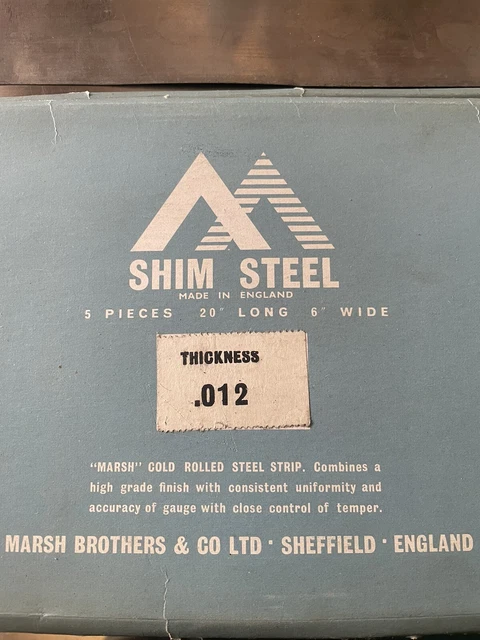 SHIM STEEL
MADE IN ENGLAND
5 PIECES 20" LONG 6" WIDE
THICKNESS
.012
"MARSH" COLD ROLLED STEEL STRIP. Combines a
high grade finish with consistent uniformity and
accuracy of gauge with close control of temper.
MARSH BROTHERS & CO LTD · SHEFFIELD · ENGLAND